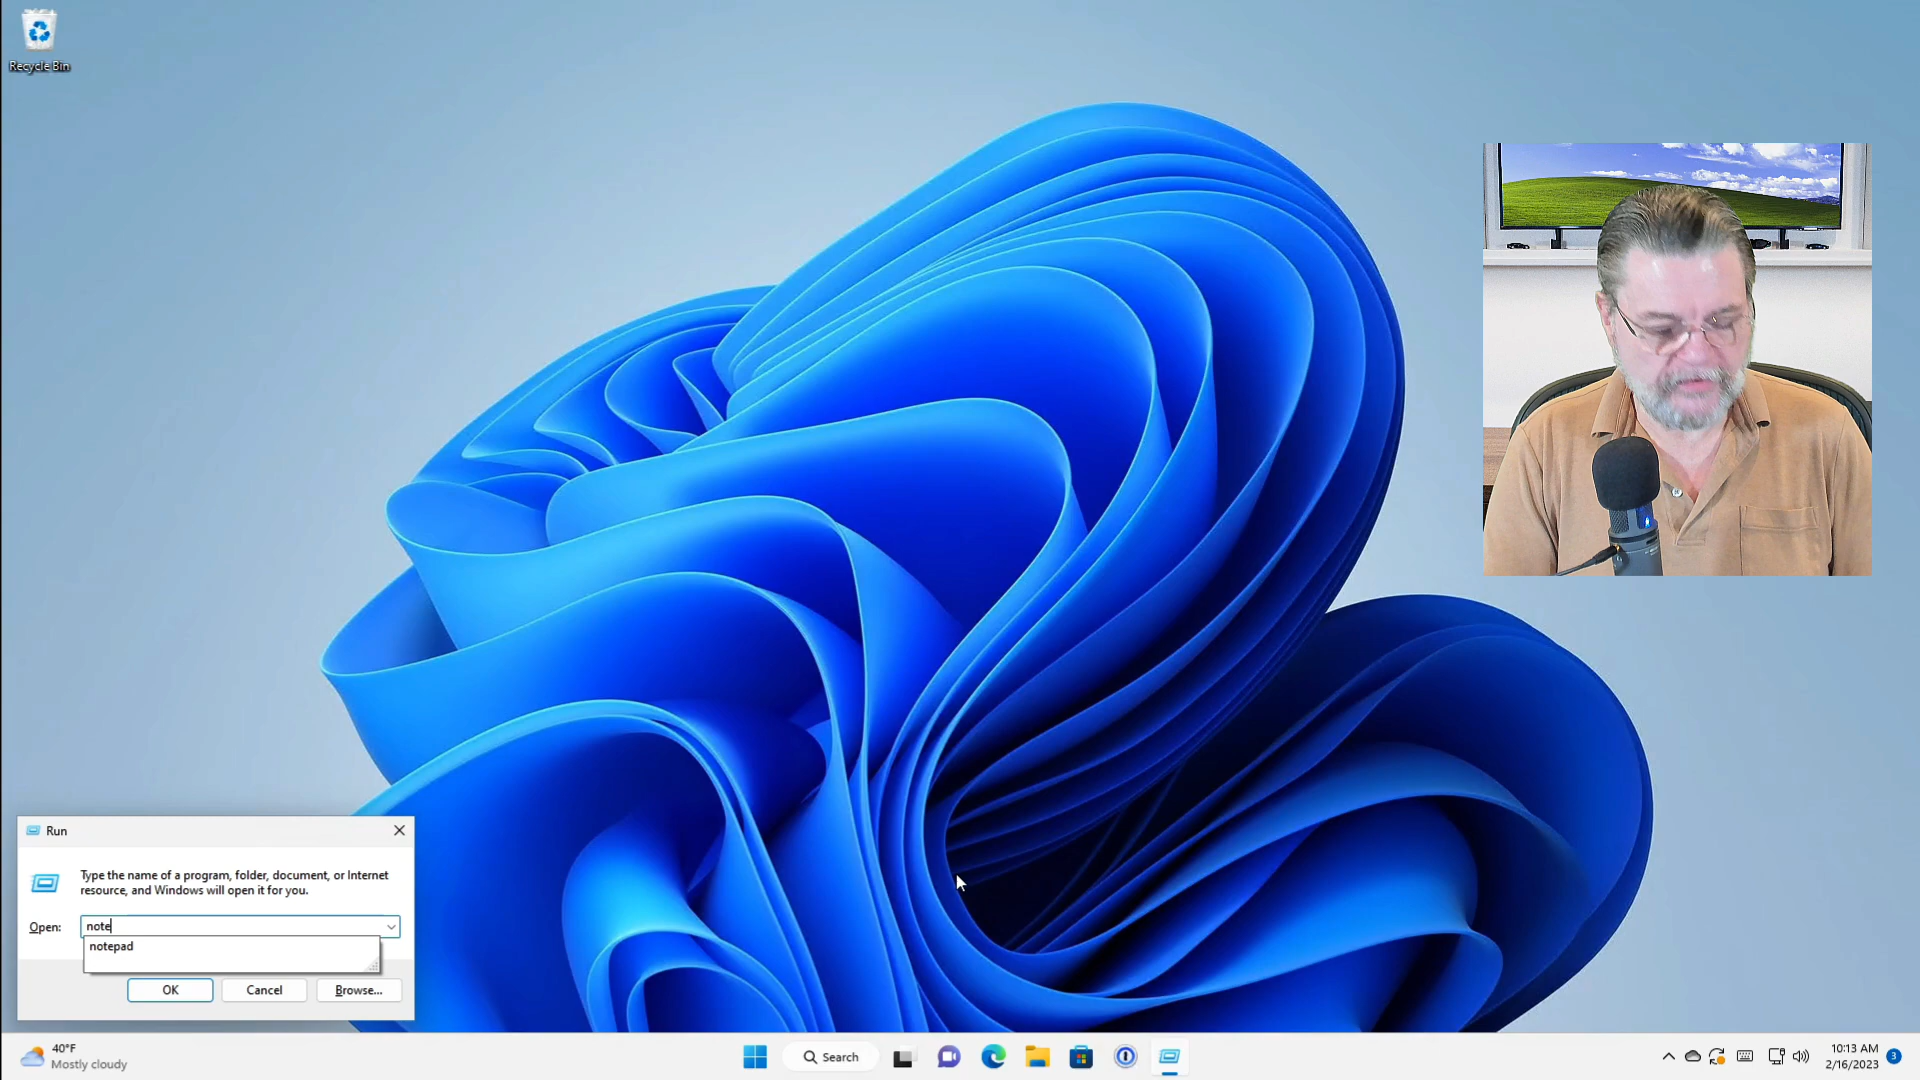 Recycle Bin
Run
Type the name of a program, folder, document, or Internet
resource, and Windows will open it for you.
Open:
note
notepad
OK
Cancel
Browse...
40°F
Mostly cloudy
Search
10:13 AM
2/16/2023
3